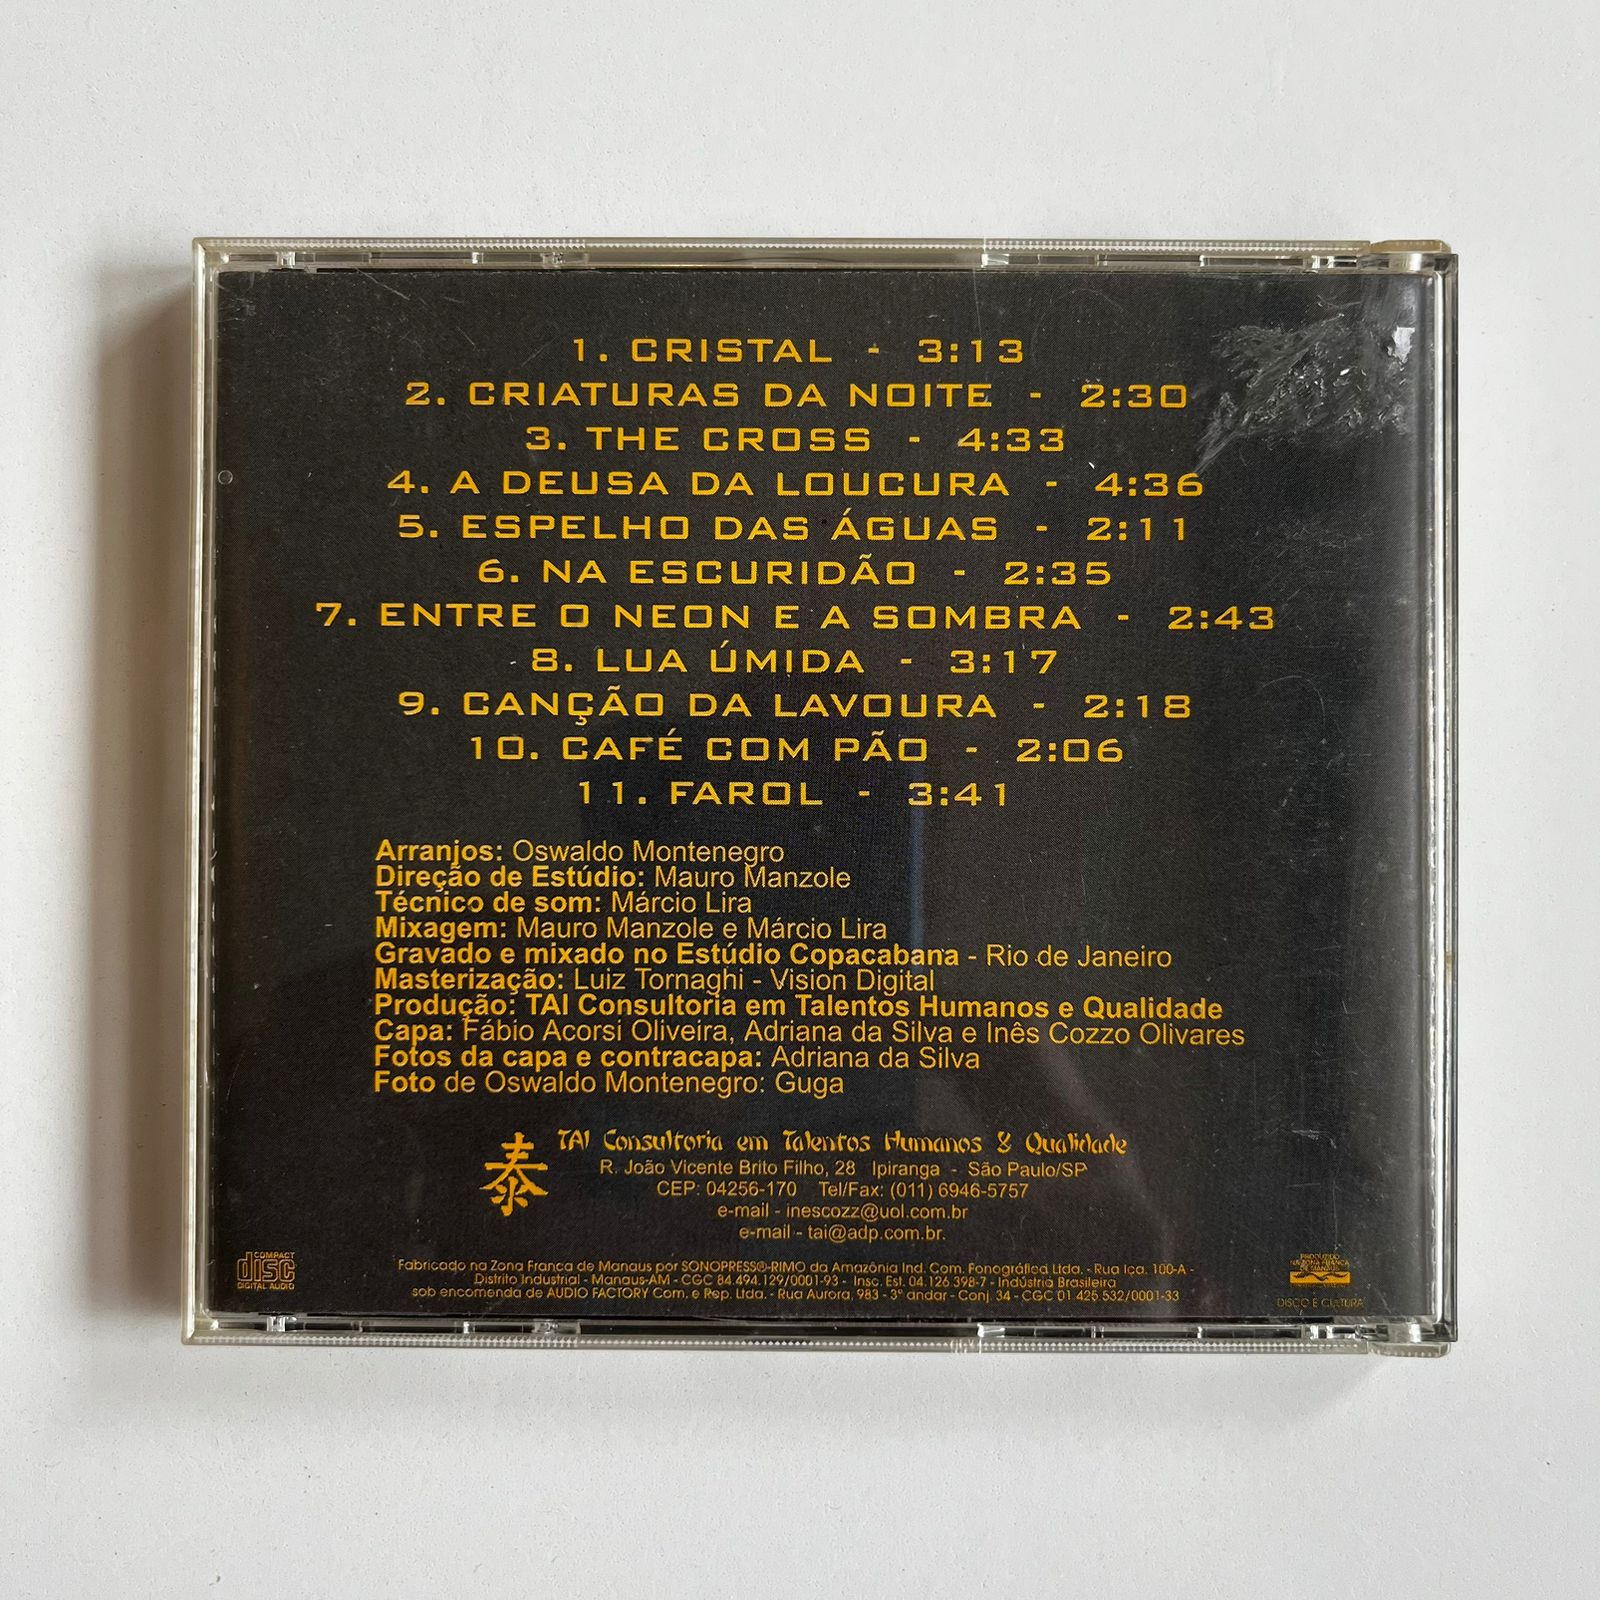 1. CRISTAL - 3:13
2. CRIATURAS DA NOITE - 2:30
3. THE CROSS - 4:33
4. A DEUSA DA LOUCURA - 4:36
5. ESPELHO DAS ÁGUAS - 2:11
6. NA ESCURIDÃO - 2:35
7. ENTRE O NEON E A SOMBRA - 2:43
8. LUA ÚMIDA - 3:17
9. CANÇÃO DA LAVOURA - 2:18
10. CAFÉ COM PÃO - 2:06
11. FAROL - 3:41
Arranjos: Oswaldo Montenegro
Direção de Estúdio: Mauro Manzole
Técnico de som: Márcio Lira
Mixagem: Mauro Manzole e Márcio Lira
Gravado e mixado no Estúdio Copacabana - Rio de Janeiro
Masterização: Luiz Tornaghi - Vision Digital
Produção: TAI Consultoria em Talentos Humanos e Qualidade
Capa: Fábio Acorsi Oliveira, Adriana da Silva e Inês Cozzo Olivares
Fotos da capa e contracapa: Adriana da Silva
Foto de Oswaldo Montenegro: Guga
泰
TAI Consultoria em Talentos Humanos & Qualidade
R. João Vicente Brito Filho, 28 Ipiranga - São Paulo/SP
CEP: 04256-170 Tel/Fax: (011) 6946-5757
e-mail - inescozz@uol.com.br
e-mail - tai@adp.com.br.
COMPACT
disc
DIGITAL AUDIO
Fabricado na Zona Franca de Manaus por SONOPRESS®-RIMO da Amazônia Ind. Com. Fonográfica Ltda. - Rua Iça, 100-A -
Distrito Industrial - Manaus-AM - CGC 84.494.129/0001-93 - Insc. Est. 04.126.398-7 - Indústria Brasileira
sob encomenda de AUDIO FACTORY Com. e Rep. Ltda. - Rua Aurora, 983 - 3º andar - Conj. 34 - CGC 01.425.532/0001-33
PRODUZIDO
NA ZONA FRANCA
DE MANAUS
DISCO É CULTURA